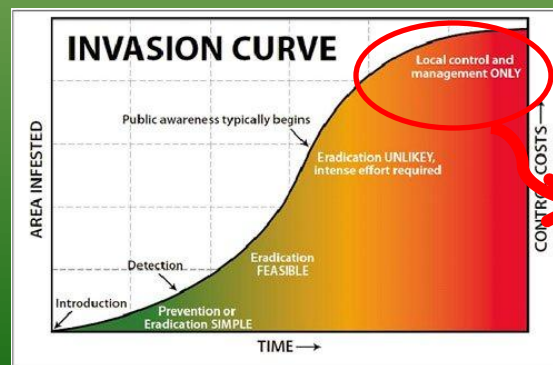 INVASION CURVE
Local control and
management ONLY
Public awareness typically begins
Eradication UNLIKEY,
intense effort required
Detection
Eradication
FEASIBLE
Introduction
Prevention or
Eradication SIMPLE
AREA INFESTED
CONTROL COSTS
TIME